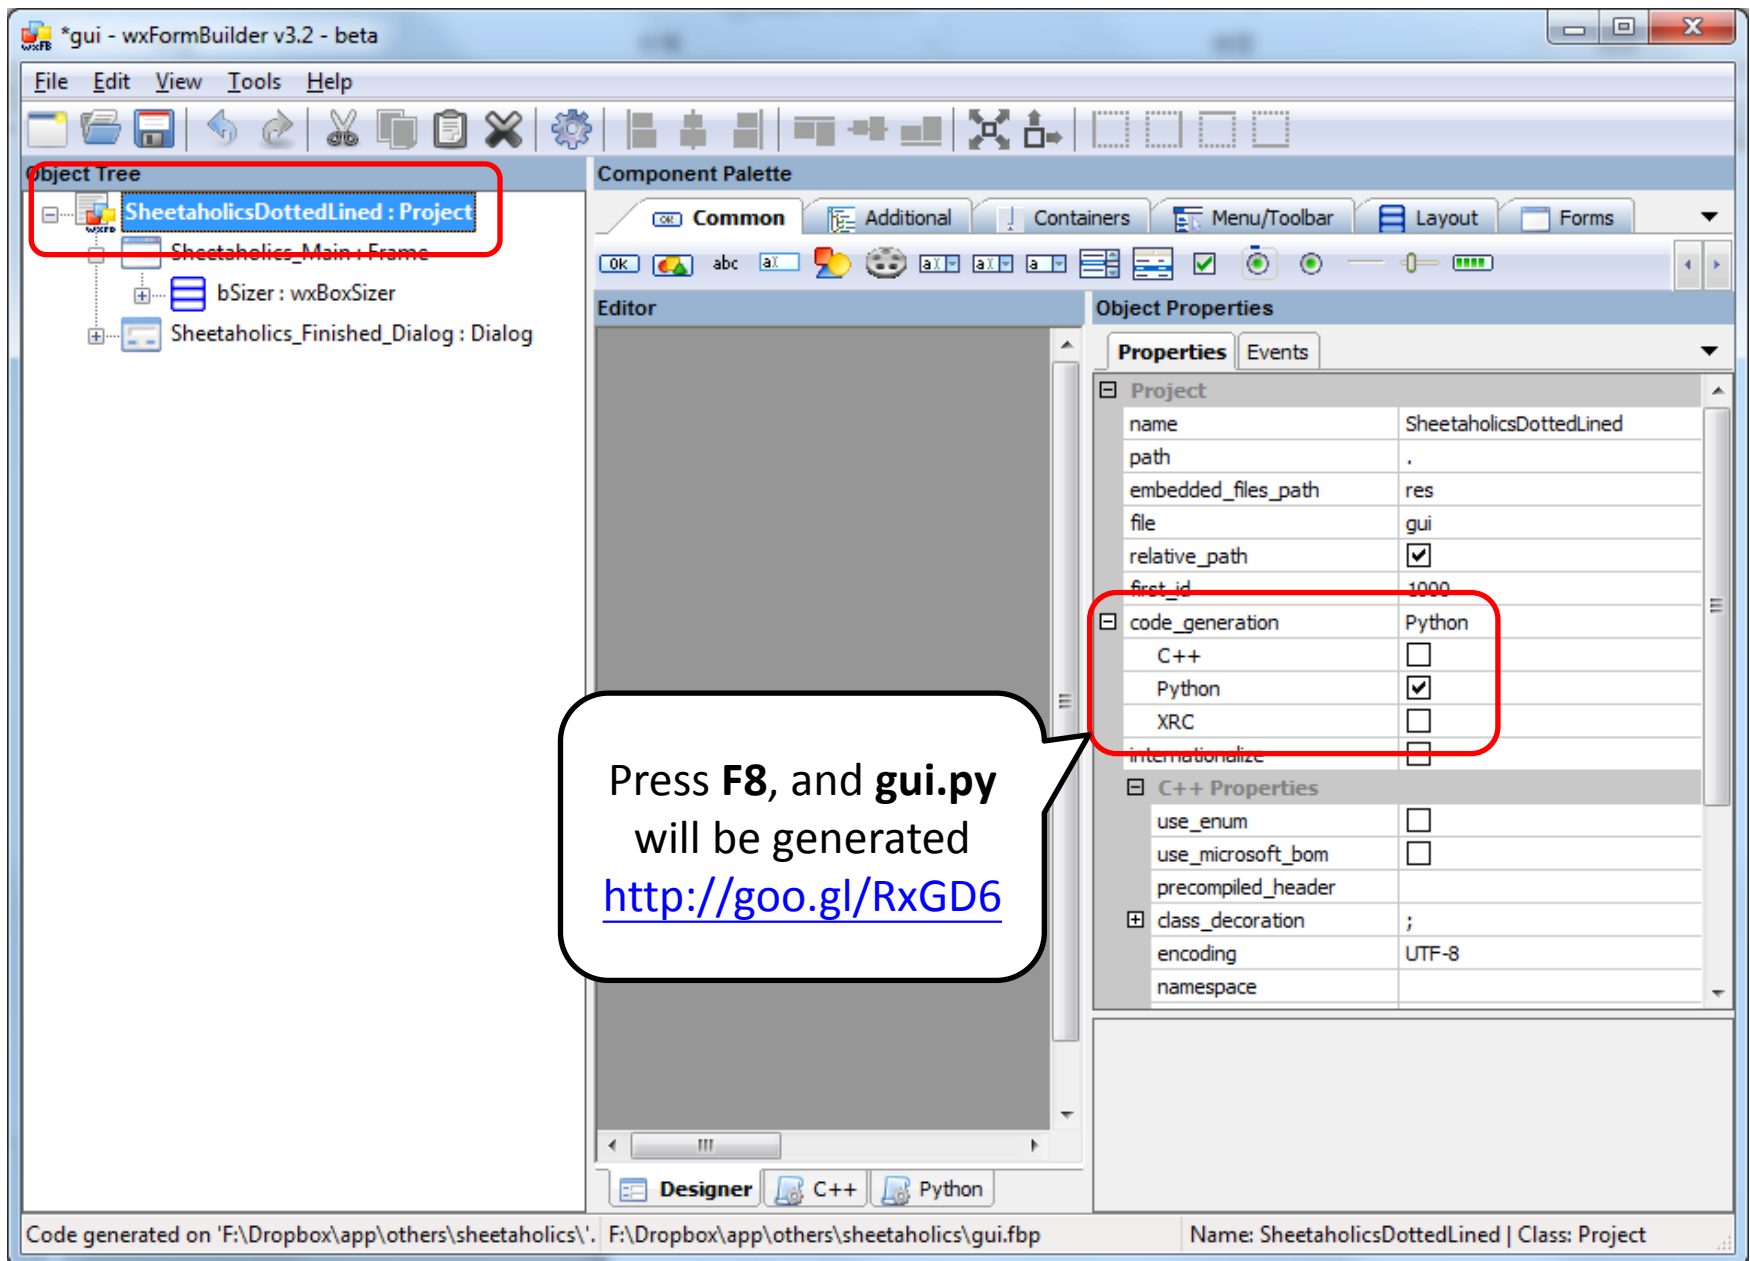 *gui - wxFormBuilder v3.2 - beta
File Edit View Tools Help
Object Tree
SheetaholicsDottedLined : Project
Sheetaholics_Main : Frame
bSizer : wxBoxSizer
Sheetaholics_Finished_Dialog : Dialog
Component Palette
Common Additional Containers Menu/Toolbar Layout Forms
Editor
Object Properties
Properties Events
Project
name SheetaholicsDottedLined
path .
embedded_files_path res
file gui
relative_path
first_id 1000
code_generation Python
C++
Python
XRC
internationalize
C++ Properties
use_enum
use_microsoft_bom
precompiled_header
class_decoration ;
encoding UTF-8
namespace
Press F8, and gui.py
will be generated
http://goo.gl/RxGD6
Designer C++ Python
Code generated on 'F:\Dropbox\app\others\sheetaholics\'. F:\Dropbox\app\others\sheetaholics\gui.fbp Name: SheetaholicsDottedLined | Class: Project